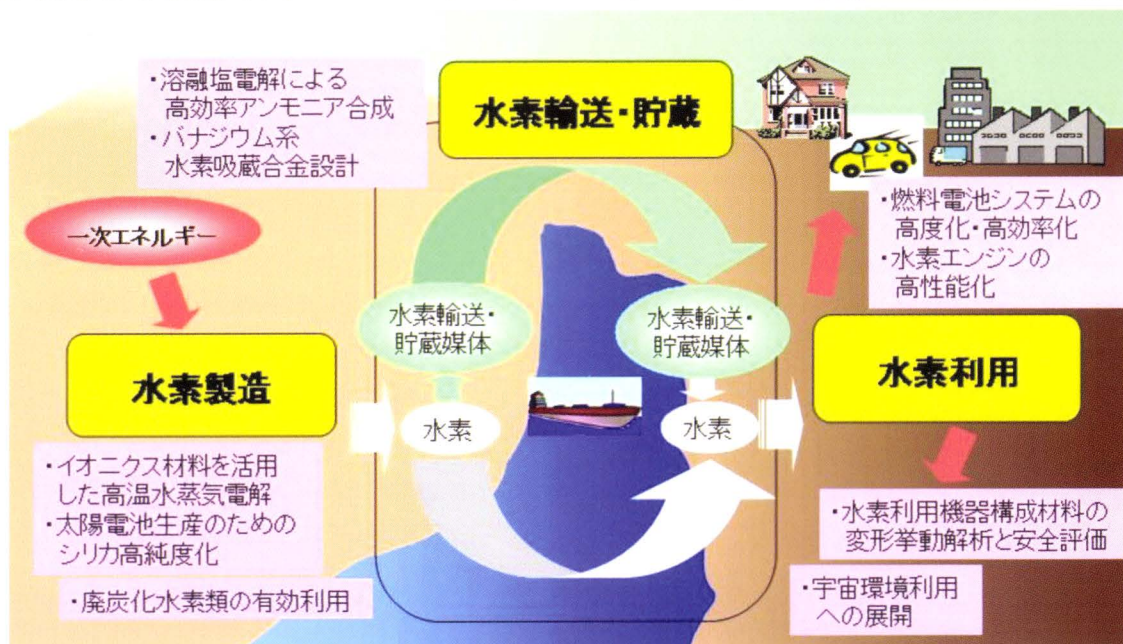 ・溶融塩電解による
高効率アンモニア合成
・バナジウム系
水素吸蔵合金設計
水素輸送・貯蔵
一次エネルギー
・燃料電池システムの
高度化・高効率化
・水素エンジンの
高性能化
水素輸送・
貯蔵媒体
水素輸送・
貯蔵媒体
水素製造
水素
水素
水素利用
・イオニクス材料を活用
した高温水蒸気電解
・太陽電池生産のための
シリカ高純度化
・廃炭化水素類の有効利用
・水素利用機器構成材料の
変形挙動解析と安全評価
・宇宙環境利用
への展開